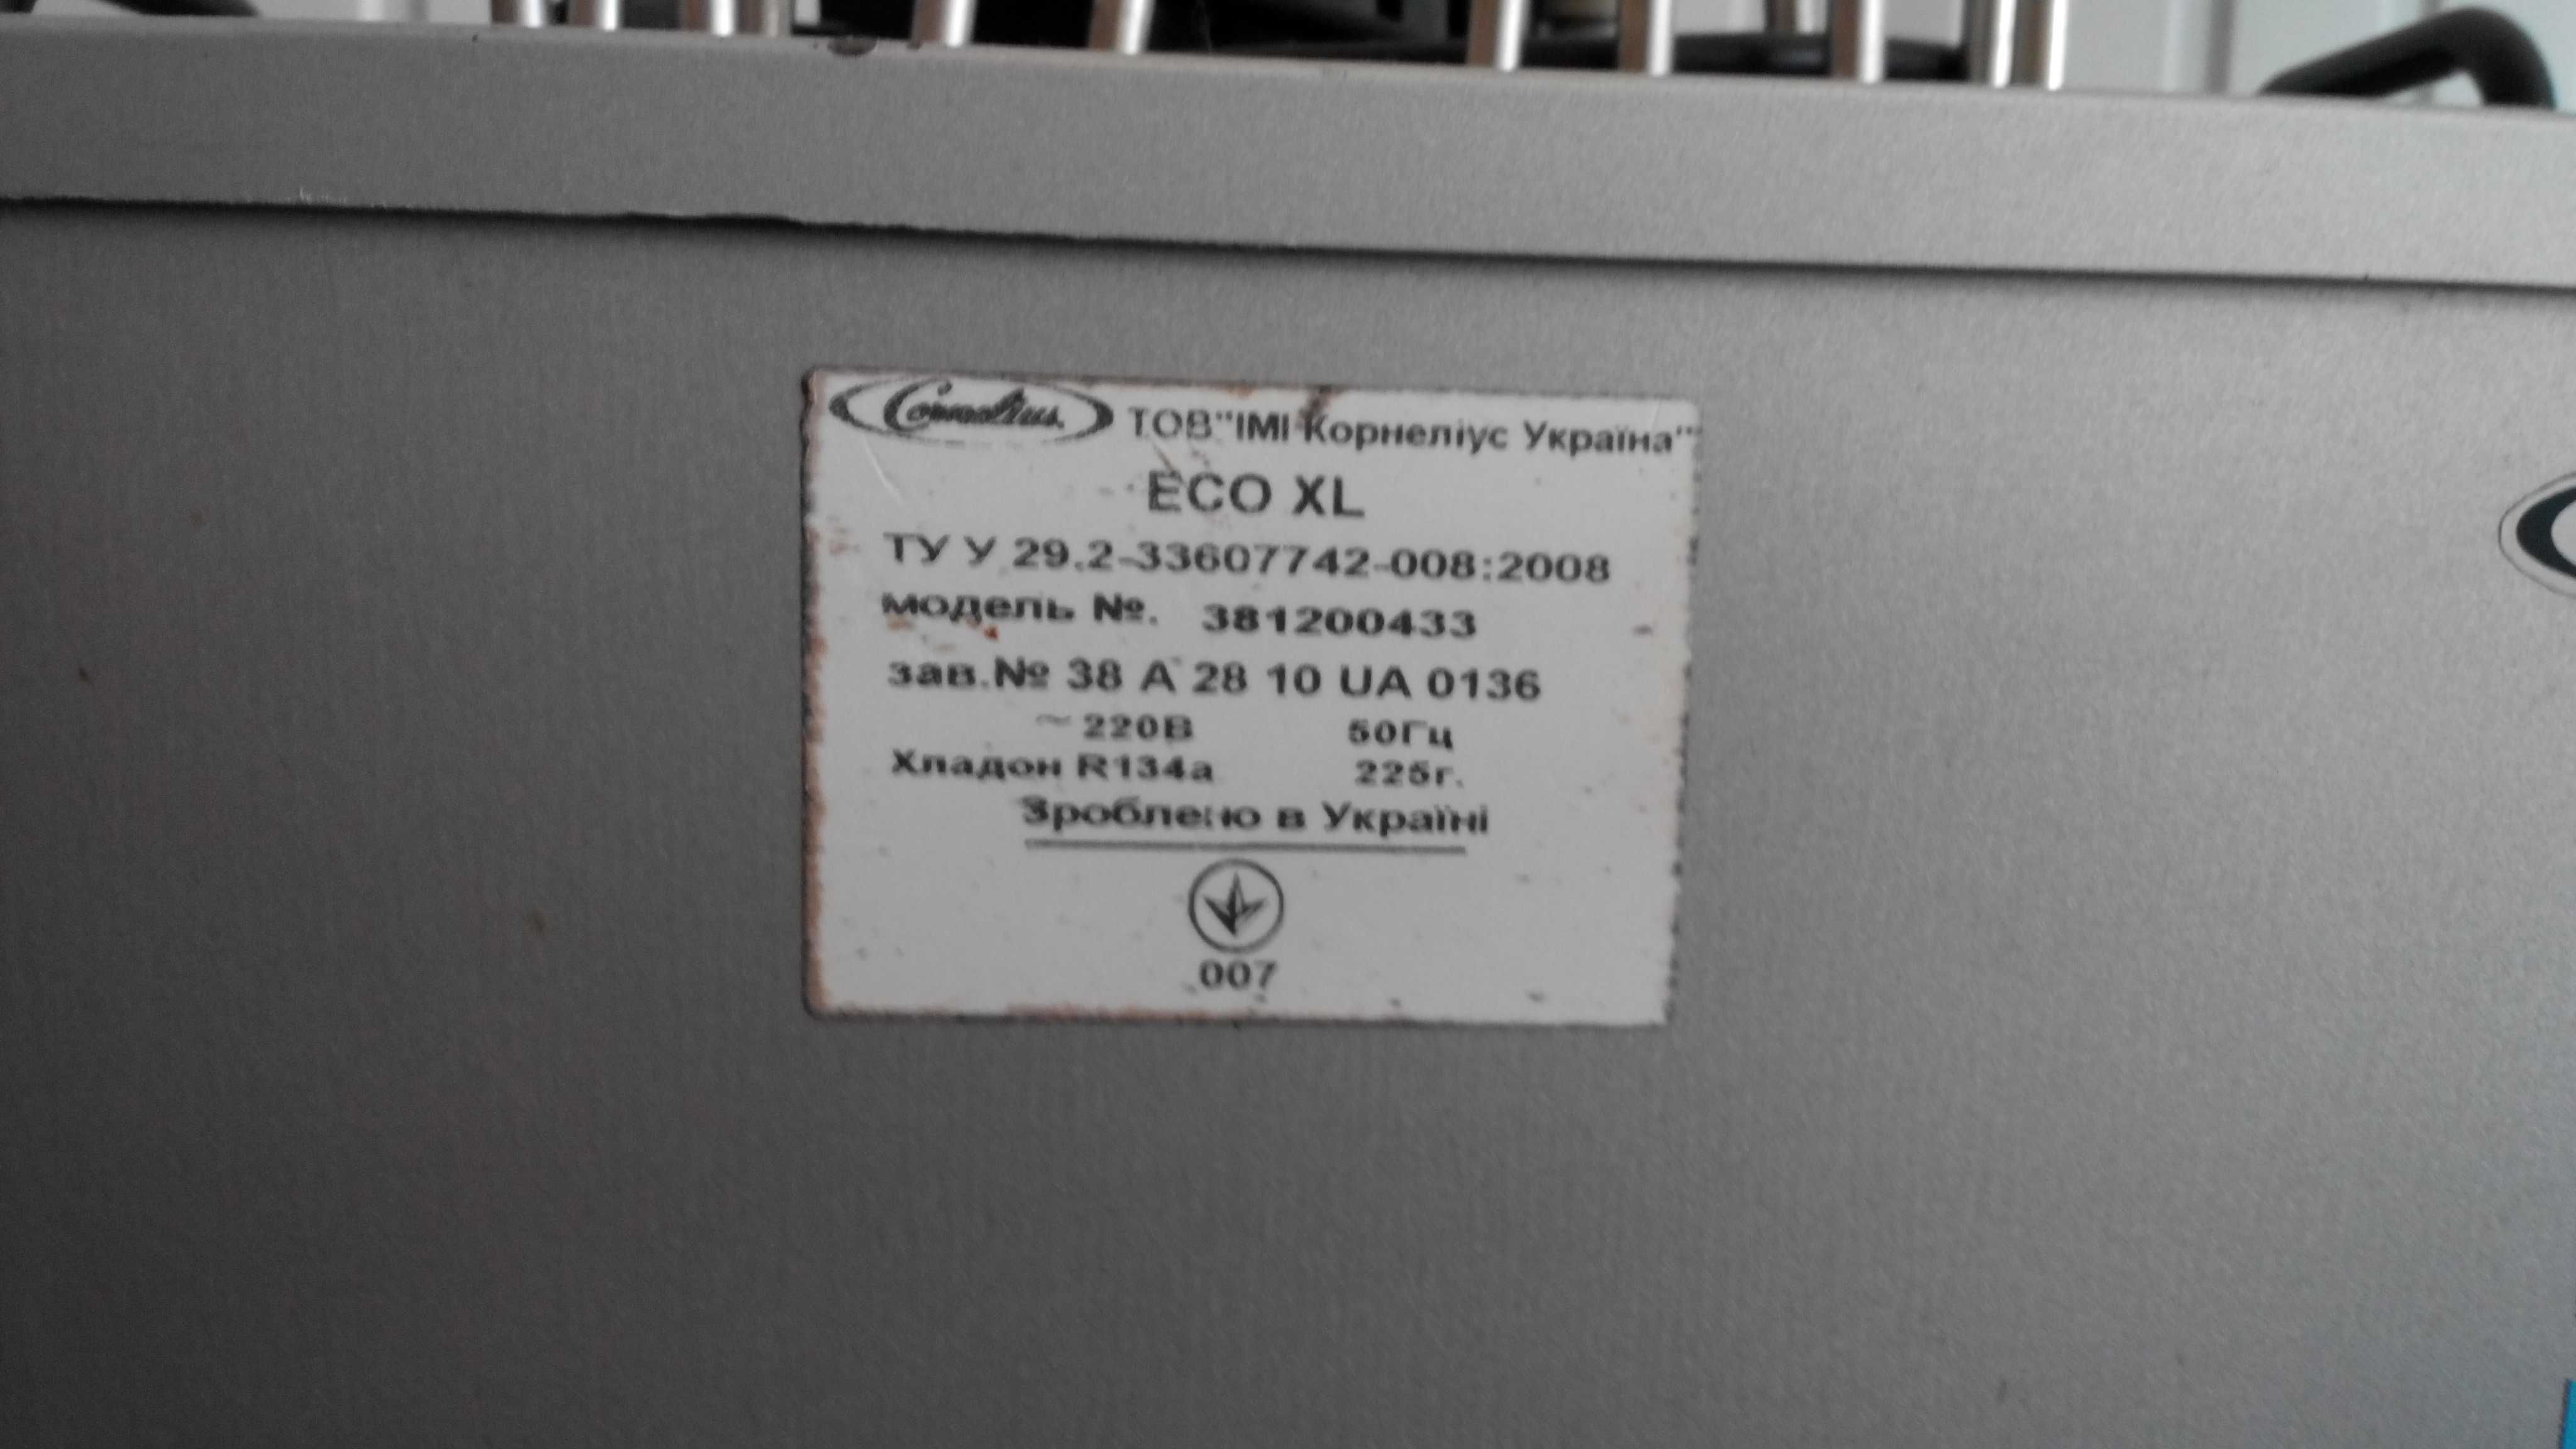 Cornelius ТОВ"ІМІ Корнеліус Україна"
ECO XL
ТУ У 29.2-33607742-008:2008
модель №. 381200433
зав.№ 38 А 28 10 UA 0136
~ 220В 50Гц
Хладон R134a 225г.
Зроблено в Україні
007